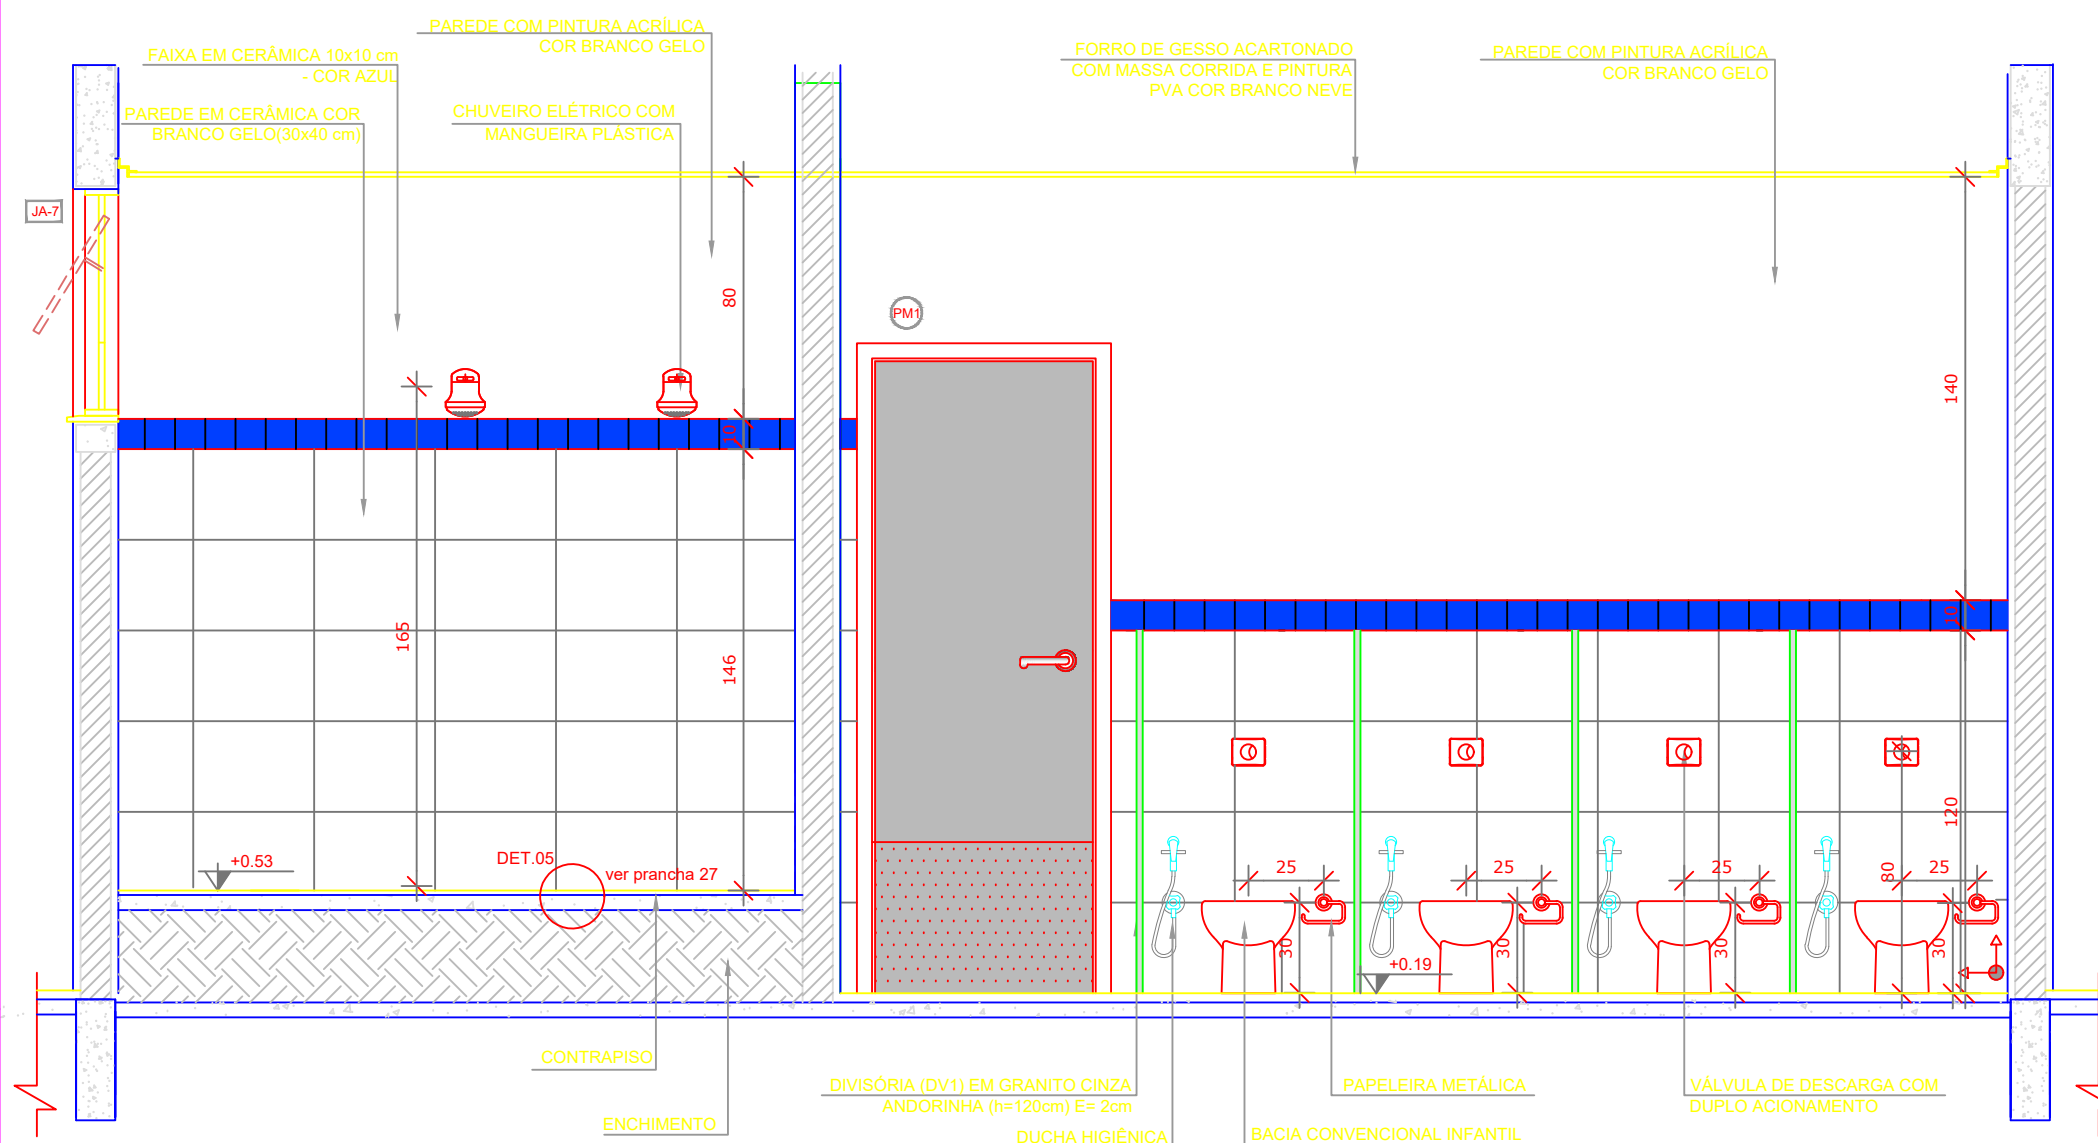 PAREDE COM PINTURA ACRÍLICA
COR BRANCO GELO
FAIXA EM CERÂMICA 10x10 cm
- COR AZUL
FORRO DE GESSO ACARTONADO
COM MASSA CORRIDA E PINTURA
PVA COR BRANCO NEVE
PAREDE COM PINTURA ACRÍLICA
COR BRANCO GELO
PAREDE EM CERÂMICA COR
BRANCO GELO(30x40 cm)
CHUVEIRO ELÉTRICO COM
MANGUEIRA PLÁSTICA
JA-7
80
PM1
140
10
10
165
146
120
+0.53
DET.05
ver prancha 27
25
25
25
80
25
30
30
30
30
+0.19
CONTRAPISO
ENCHIMENTO
DIVISÓRIA (DV1) EM GRANITO CINZA
ANDORINHA (h=120cm) E= 2cm
DUCHA HIGIÊNICA
BACIA CONVENCIONAL INFANTIL
PAPELEIRA METÁLICA
VÁLVULA DE DESCARGA COM
DUPLO ACIONAMENTO